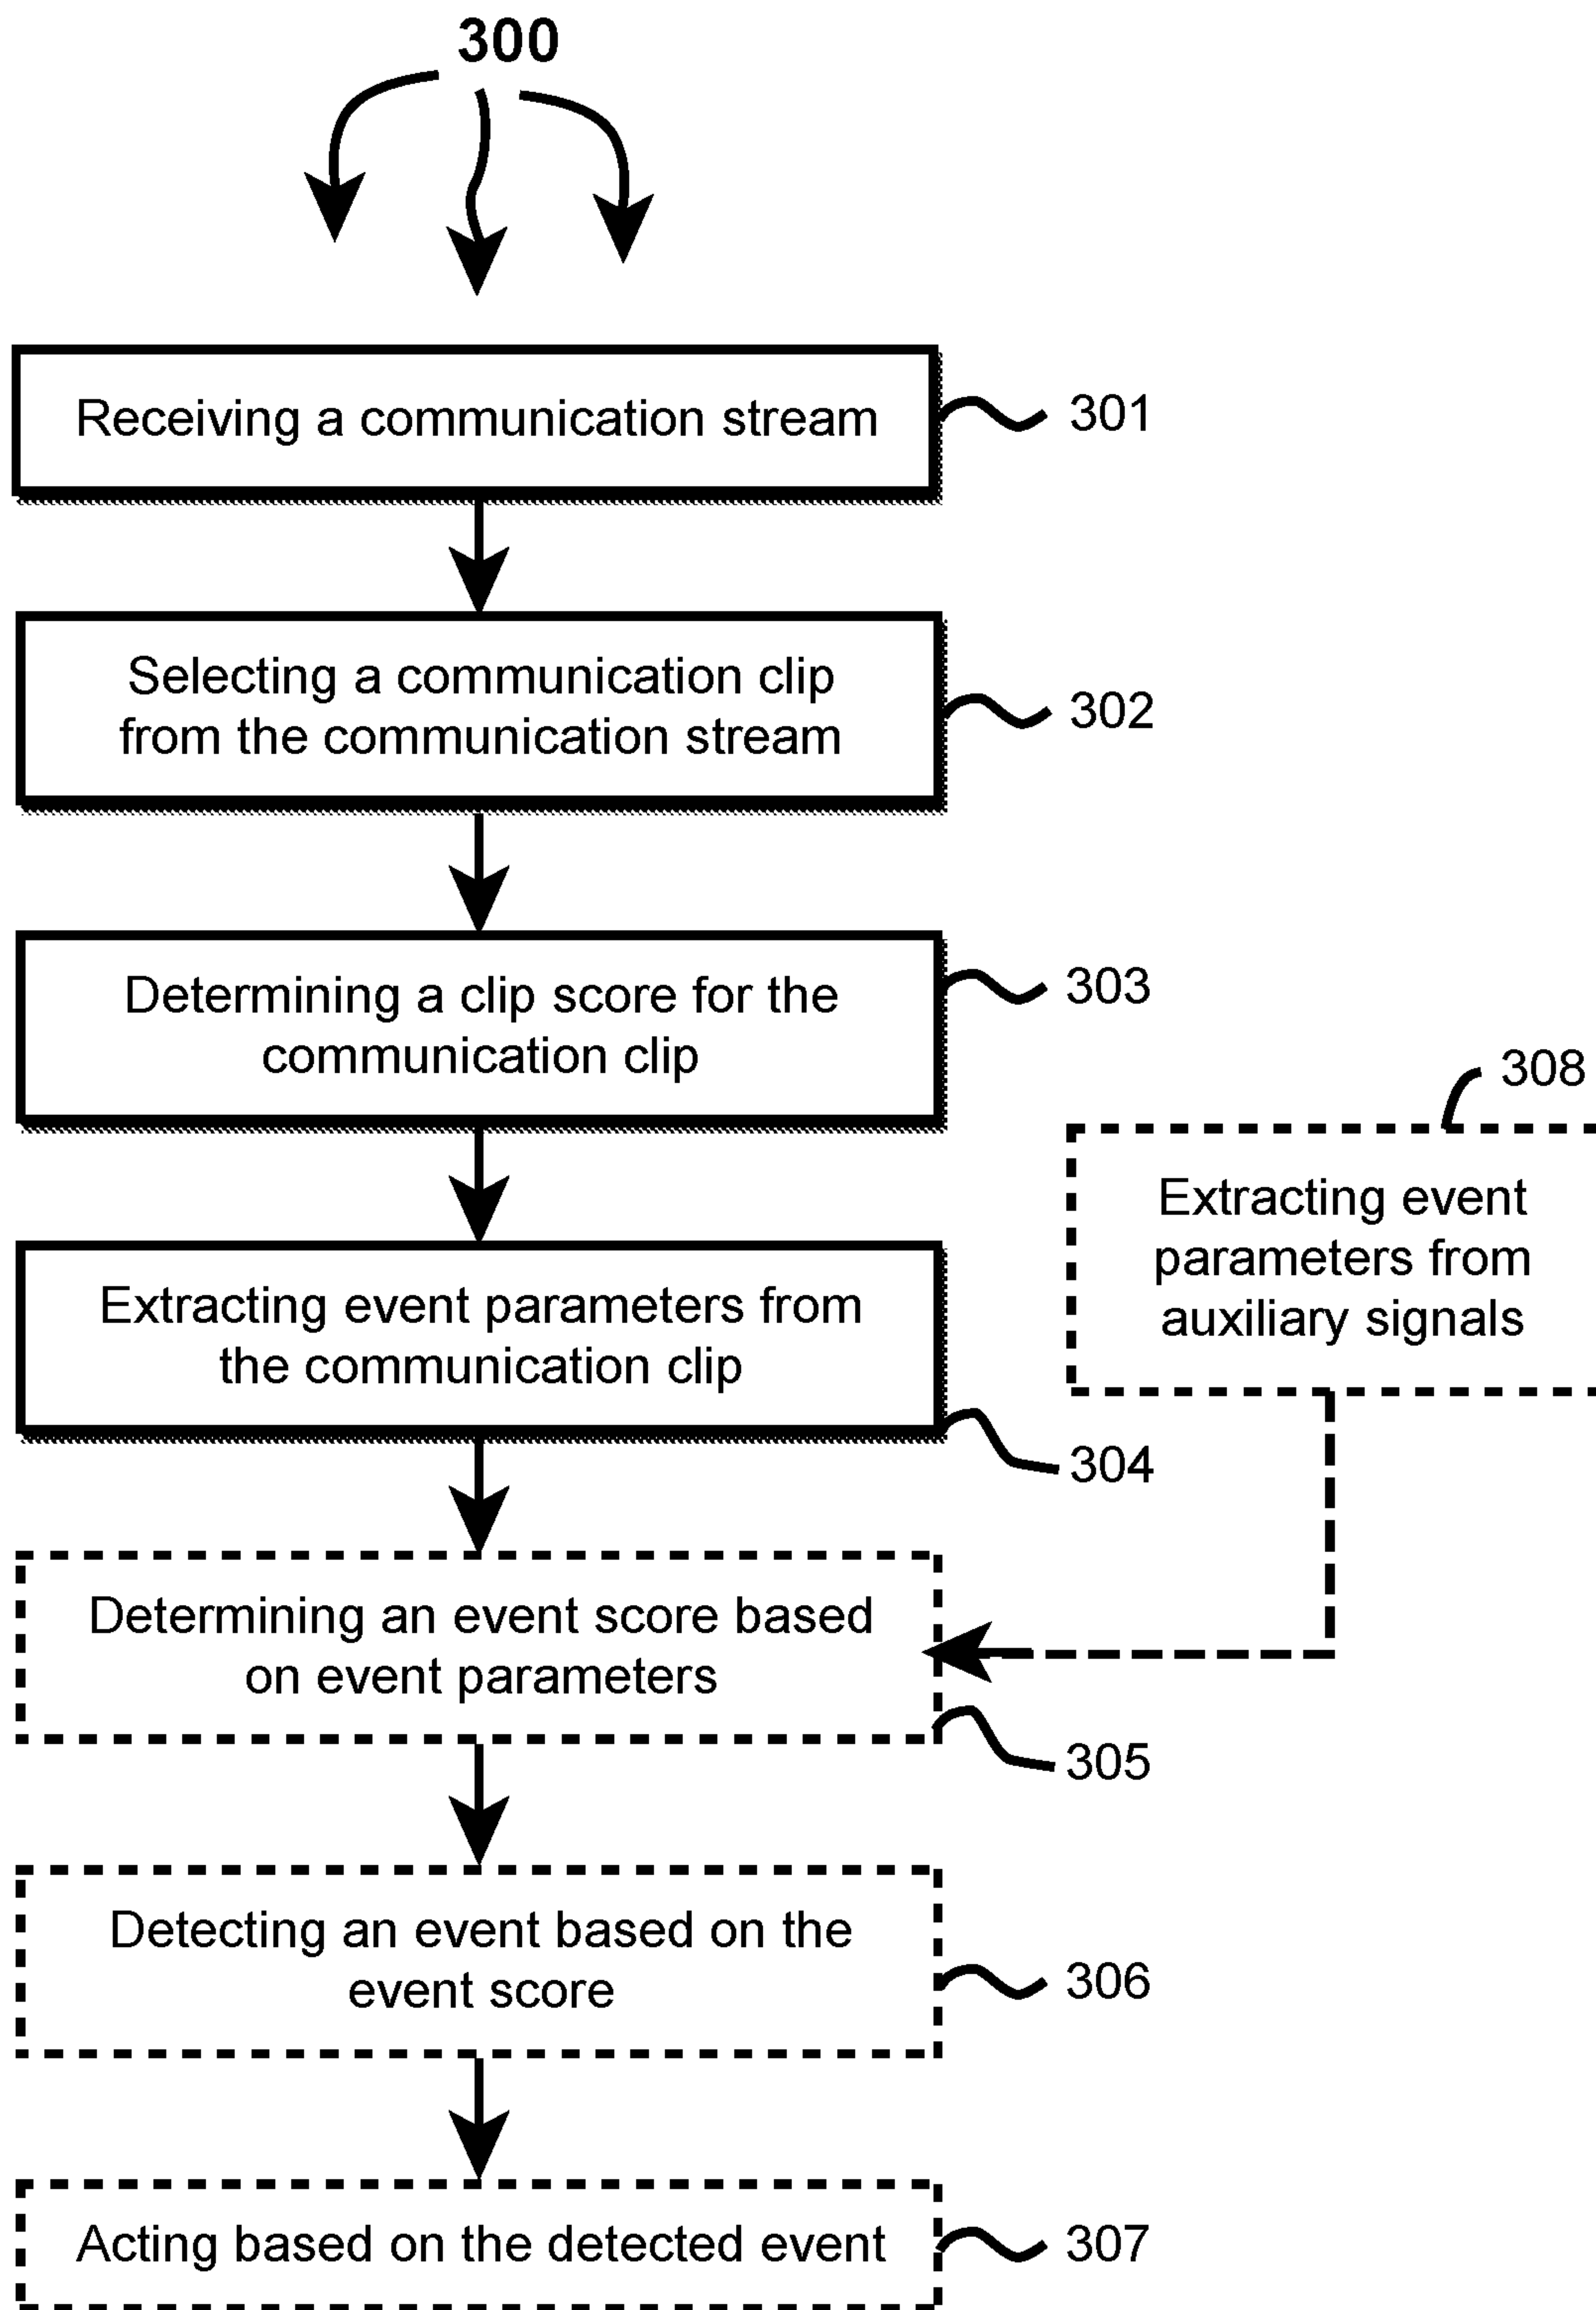 300
Receiving a communication stream
301
Selecting a communication clip
from the communication stream
302
Determining a clip score for the
communication clip
303
308
Extracting event
parameters from
auxiliary signals
Extracting event parameters from
the communication clip
304
Determining an event score based
on event parameters
305
Detecting an event based on the
event score
306
Acting based on the detected event
307